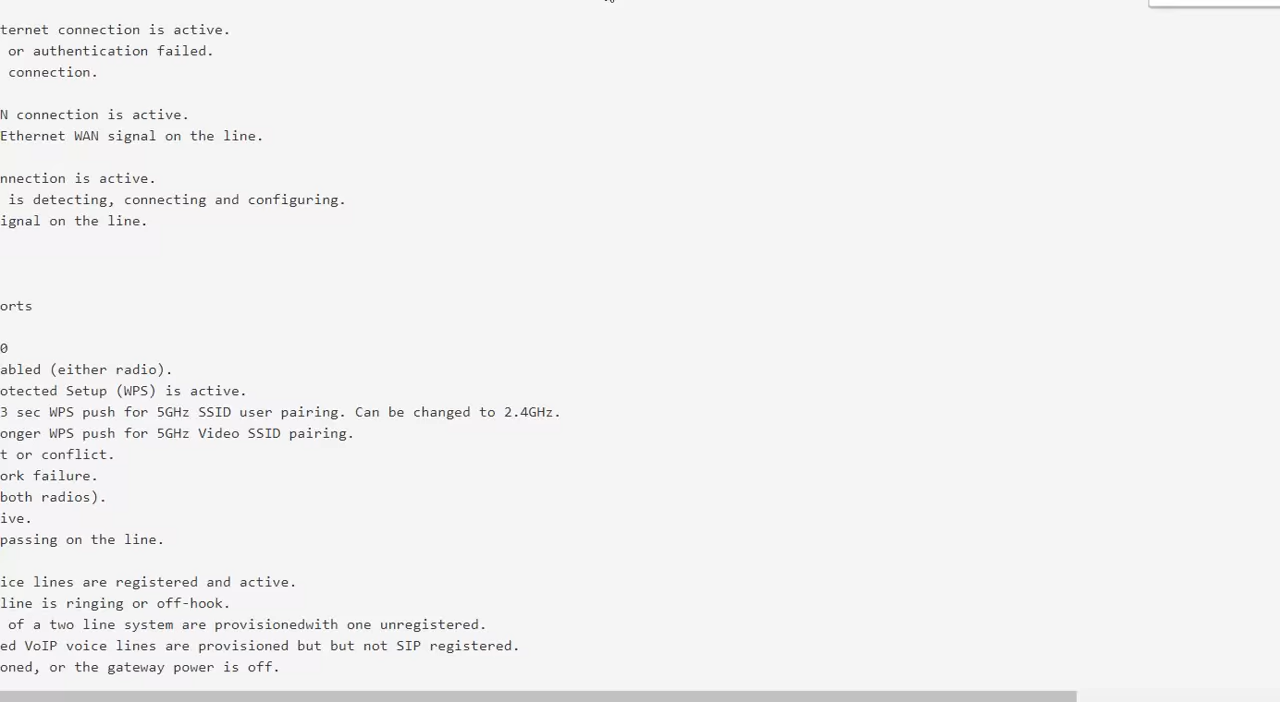 ternet connection is active.
or authentication failed.
connection.
N connection is active.
Ethernet WAN signal on the line.
nnection is active.
is detecting, connecting and configuring.
ignal on the line.
orts
0
abled (either radio).
otected Setup (WPS) is active.
3 sec WPS push for 5GHz SSID user pairing. Can be changed to 2.4GHz.
onger WPS push for 5GHz Video SSID pairing.
t or conflict.
ork failure.
both radios).
ive.
passing on the line.
ice lines are registered and active.
line is ringing or off-hook.
of a two line system are provisionedwith one unregistered.
ed VoIP voice lines are provisioned but but not SIP registered.
oned, or the gateway power is off.